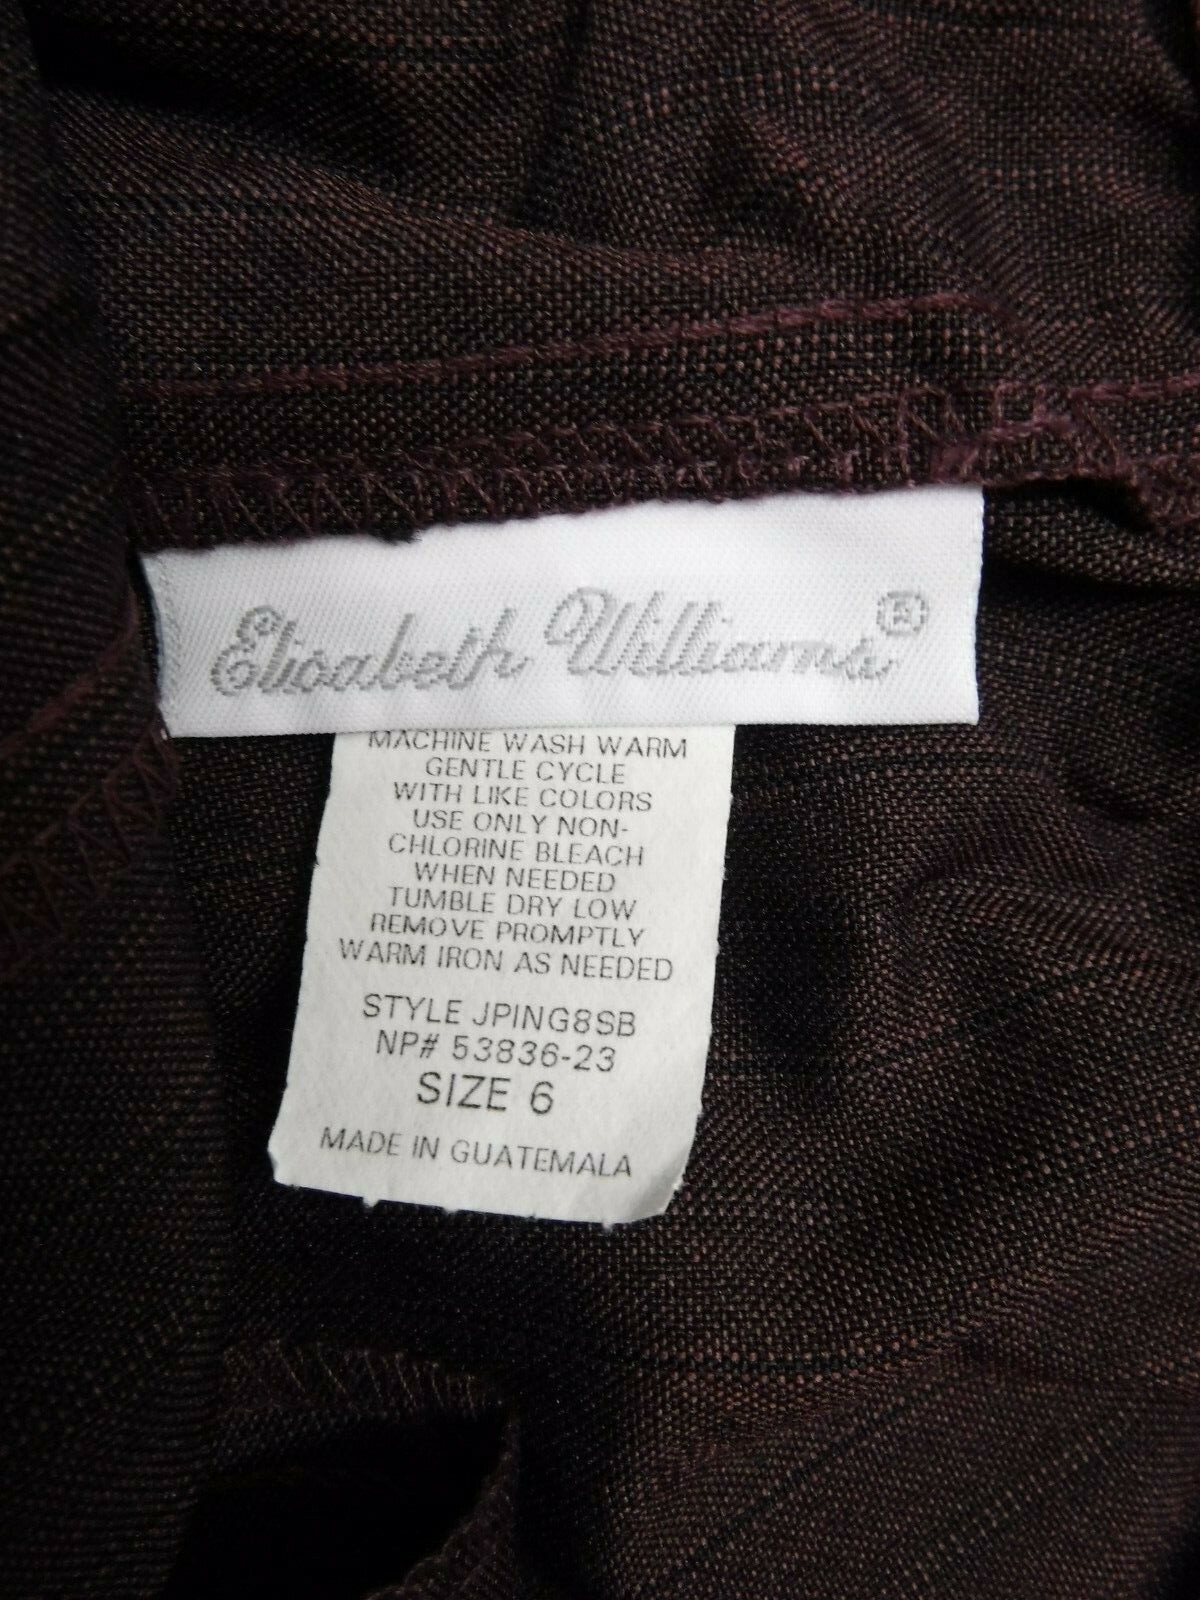 Elisabeth Williams®
MACHINE WASH WARM
GENTLE CYCLE
WITH LIKE COLORS
USE ONLY NON-
CHLORINE BLEACH
WHEN NEEDED
TUMBLE DRY LOW
REMOVE PROMPTLY
WARM IRON AS NEEDED
STYLE JPING8SB
NP# 53836-23
SIZE 6
MADE IN GUATEMALA